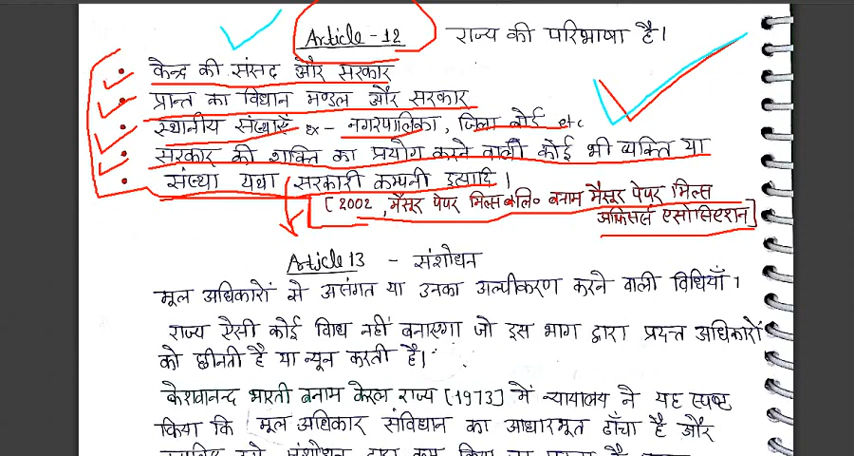 Article -12 राज्य की परिभाषा है।
• केन्द्र की संसद और सरकार
• प्रान्त का विधान मण्डल और सरकार
• स्थानीय संस्थाएँ ex - नगरपालिका, जिला बोर्ड etc
• सरकार की शक्ति का प्रयोग करने वाली कोई भी व्यक्ति या
• संस्था यथा सरकारी कम्पनी इत्यादि।
[2002, मैसूर पेपर मिल्स लि० बनाम मैसूर पेपर मिल्स
अफिसर्स एसोसिएशन]
Article 13 - संशोधन
मूल अधिकारों से असंगत या उनका अल्पीकरण करने वाली विधियाँ।
राज्य ऐसी कोई विधि नहीं बनाएगा जो इस भाग द्वारा प्रदत्त अधिकारों
को छीनती है या न्यून करती है।
केशवानन्द भारती बनाम केरल राज्य [1973] में न्यायालय ने यह स्पष्ट
किया कि मूल अधिकार संविधान का आधारभूत ढाँचा है और